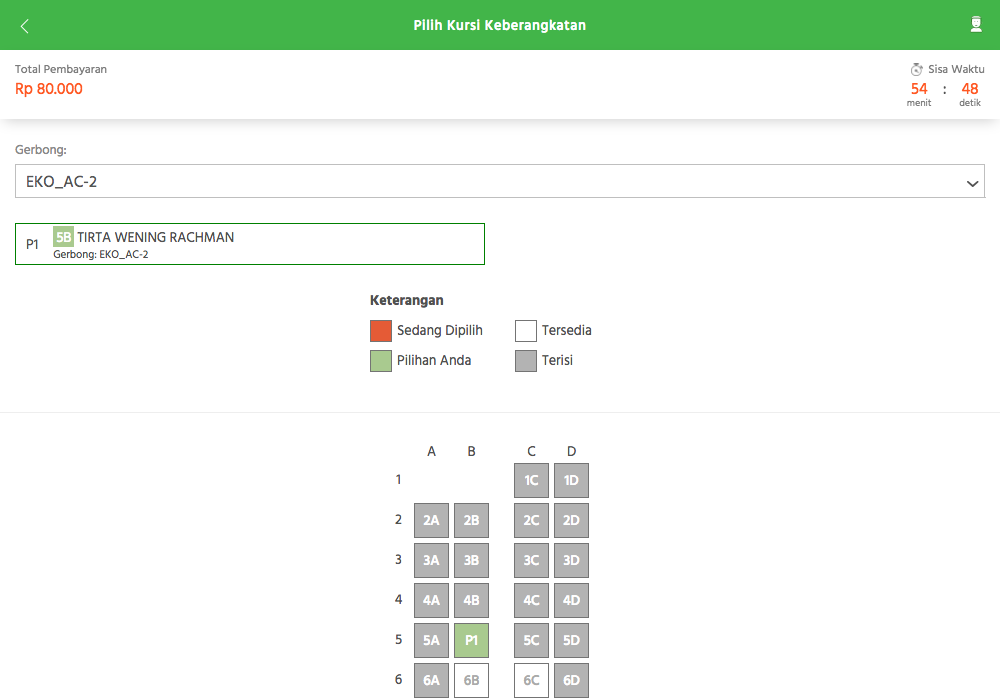 Pilih Kursi Keberangkatan
Total Pembayaran
Rp 80.000
Sisa Waktu
54 : 48
menit detik
Gerbong:
EKO_AC-2
P1 5B TIRTA WENING RACHMAN
Gerbong: EKO_AC-2
Keterangan
Sedang Dipilih Tersedia
Pilihan Anda Terisi
A B C D
1 1C 1D
2 2A 2B 2C 2D
3 3A 3B 3C 3D
4 4A 4B 4C 4D
5 5A P1 5C 5D
6 6A 6B 6C 6D